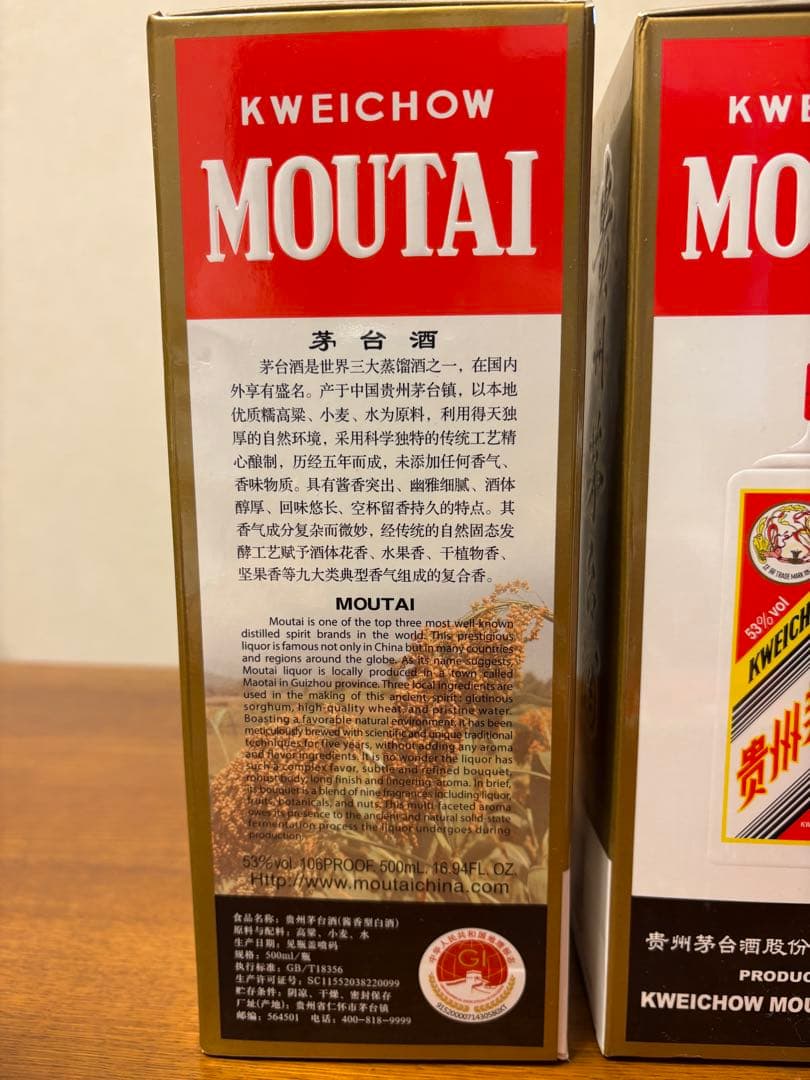 KWEICHOW
MOUTAI
茅台酒
茅台酒是世界三大蒸馏酒之一，在国内
外享有盛名。产于中国贵州茅台镇，以本地
优质糯高粱、小麦、水为原料，利用得天独
厚的自然环境，采用科学独特的传统工艺精
心酿制，历经五年而成，未添加任何香气、
香味物质。具有酱香突出、幽雅细腻、酒体
醇厚、回味悠长、空杯留香持久的特点。其
香气成分复杂而微妙，经传统的自然固态发
酵工艺赋予酒体花香、水果香、干植物香、
坚果香等九大类典型香气组成的复合香。
MOUTAI
Moutai is one of the top three most well-known
distilled spirit brands in the world. This prestigious
liquor is famous not only in China but in many countries
and regions around the globe. As its name suggests,
Moutai liquor is locally produced in a town called
Maotai in Guizhou province. Three local ingredients are
used in the making of this ancient spirit: glutinous
sorghum, high-quality wheat, and pristine water.
Boasting a favorable natural environment, it has been
meticulously brewed with scientific and unique traditional
techniques for five years, without adding any aroma
and flavor ingredients. It is no wonder the liquor has
such a complex favor, subtle and refined bouquet,
robust body, long finish and lingering aroma. In brief,
its bouquet is a blend of nine fragrances including liquor,
fruits, botanicals, and nuts. This multi-faceted aroma
owes its presence to the ancient and natural solid-state
fermentation process the liquor undergoes during
production.
53%vol 106PROOF 500mL 16.94FL. OZ.
Http://www.moutaichina.com
食品名称：贵州茅台酒(酱香型白酒)
原料与配料：高粱、小麦、水
生产日期：见瓶盖喷码
规格：500ml/瓶
执行标准：GB/T18356
生产许可证号：SC11552038220099
贮存条件：阴凉、干燥、密封保存
厂址(产地)：贵州省仁怀市茅台镇
邮编：564501 电话：400-818-9999
中华人民共和国地理标志
GI
KWE
MO
TRADE MARK
53%vol
KWEICH
贵州
贵州茅台酒股份
PRODUC
KWEICHOW MOU